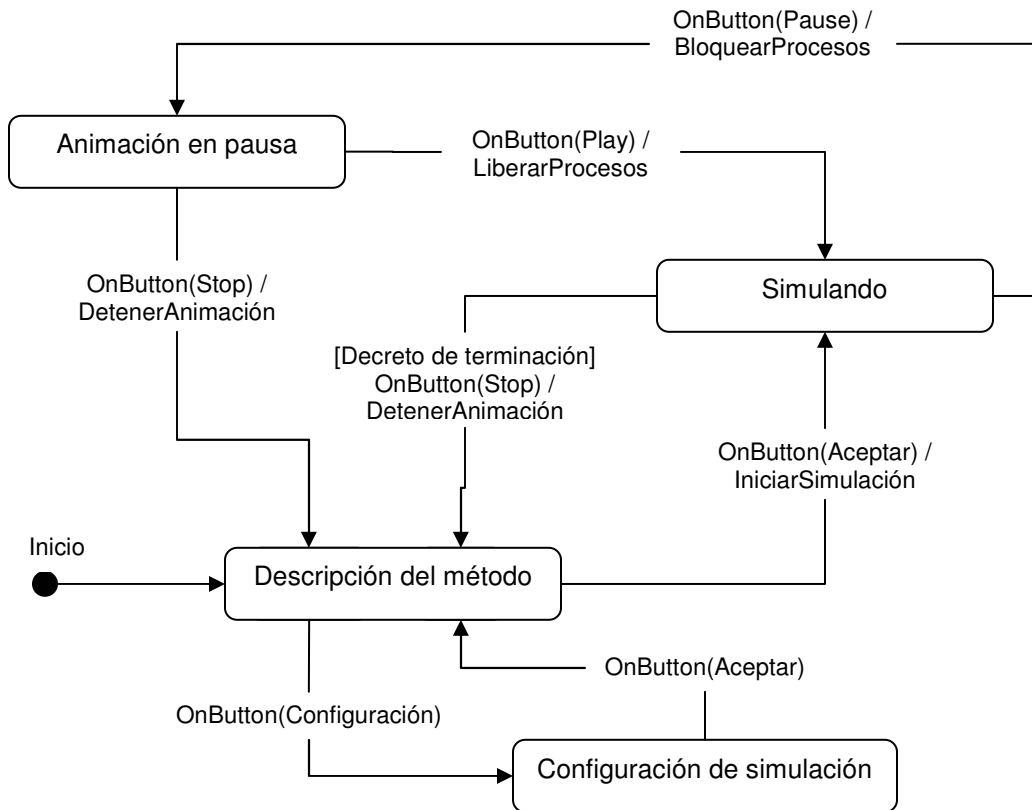 OnButton(Pause) /
BloquearProcesos
Animación en pausa
OnButton(Play) /
LiberarProcesos
OnButton(Stop) /
DetenerAnimación
Simulando
[Decreto de terminación]
OnButton(Stop) /
DetenerAnimación
OnButton(Aceptar) /
IniciarSimulación
Inicio
Descripción del método
OnButton(Aceptar)
OnButton(Configuración)
Configuración de simulación